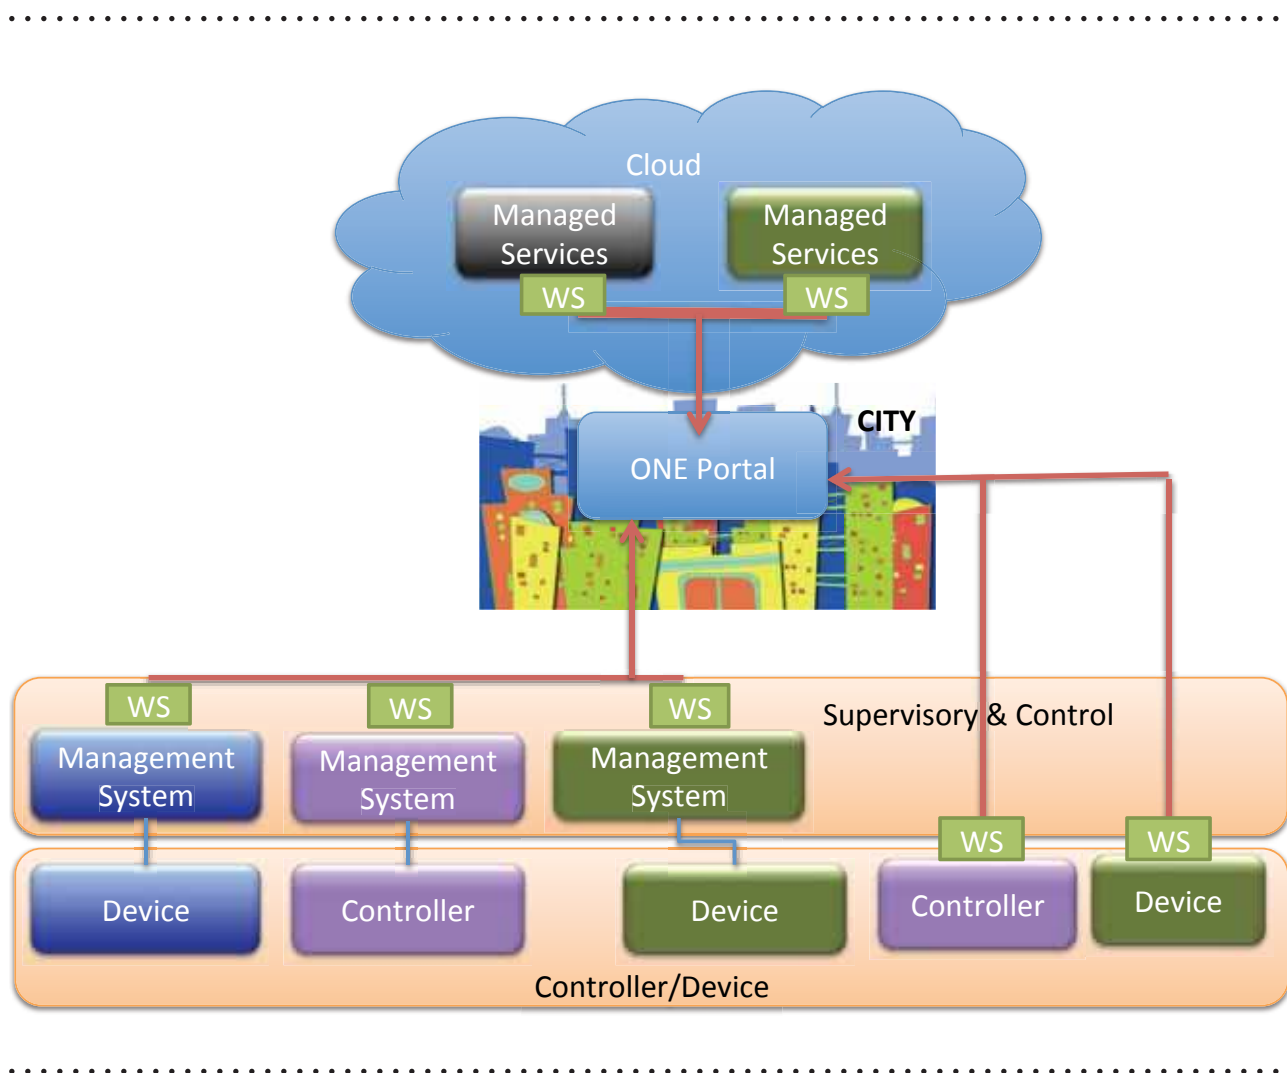 Cloud
Managed
Services
Managed
Services
WS
WS
CITY
ONE Portal
WS
WS
WS
Supervisory & Control
Management
System
Management
System
Management
System
WS
WS
Device
Controller
Device
Controller
Device
Controller/Device